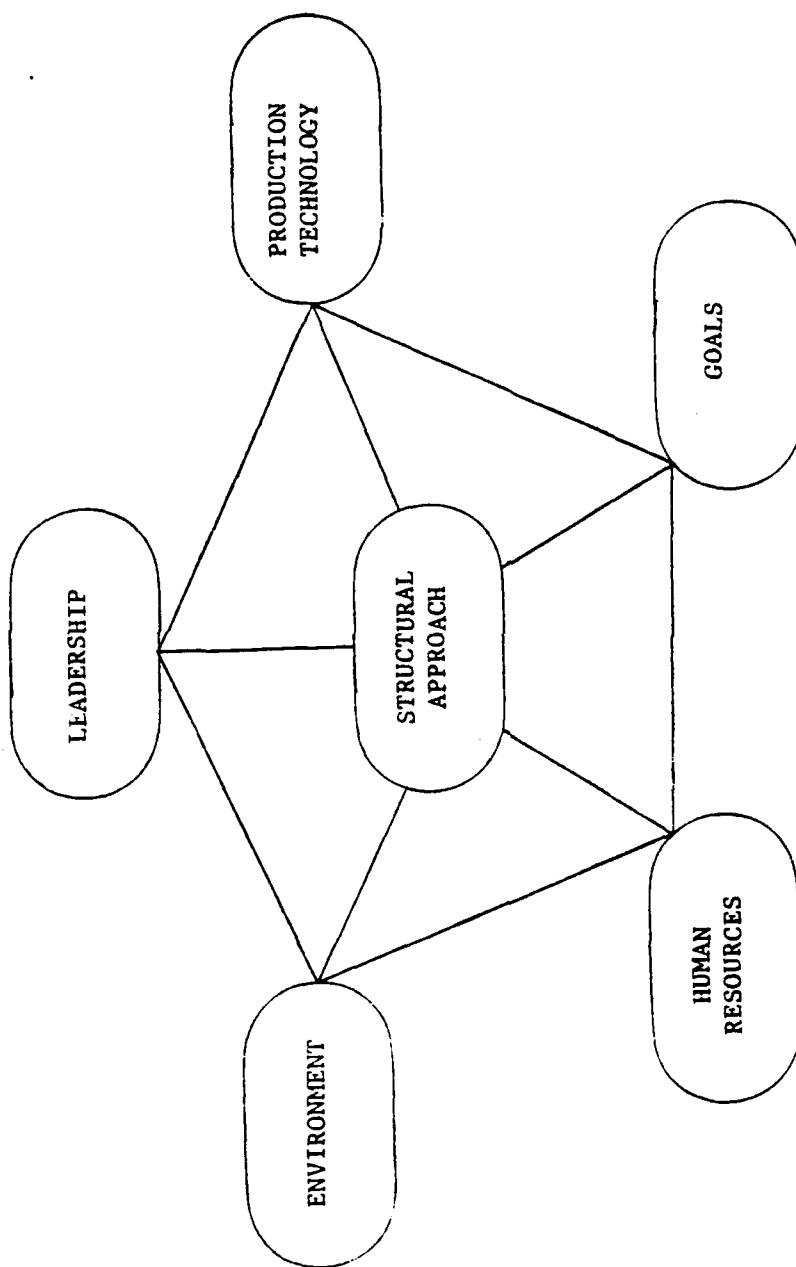 LEADERSHIP
ENVIRONMENT
PRODUCTION
TECHNOLOGY
STRUCTURAL
APPROACH
HUMAN
RESOURCES
GOALS